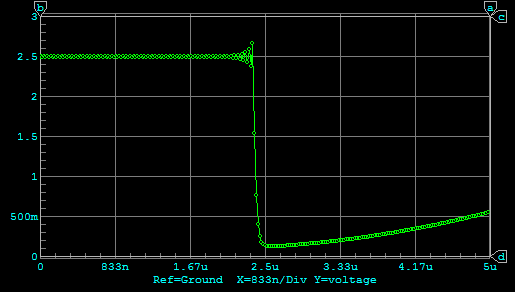 b a
3 c
2.5
2
1.5
1
500m
0 d
0 833n 1.67u 2.5u 3.33u 4.17u 5u
Ref=Ground X=833n/Div Y=voltage